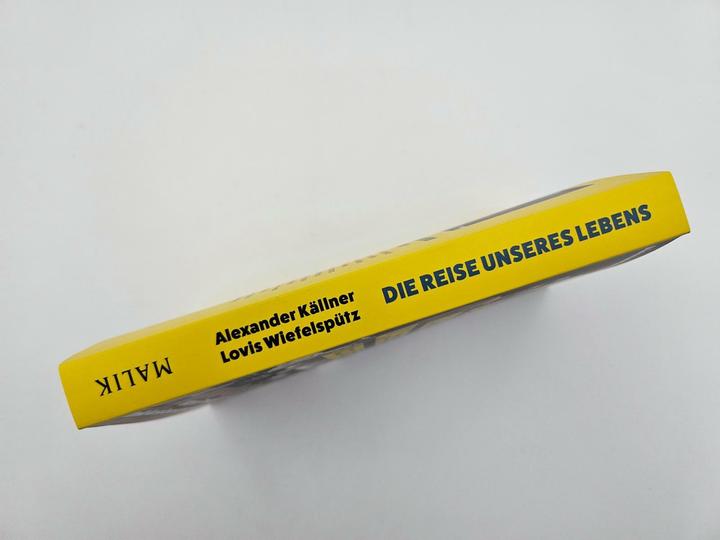 MALIK
Alexander Källner
Lovis Wiefelspütz
DIE REISE UNSERES LEBENS